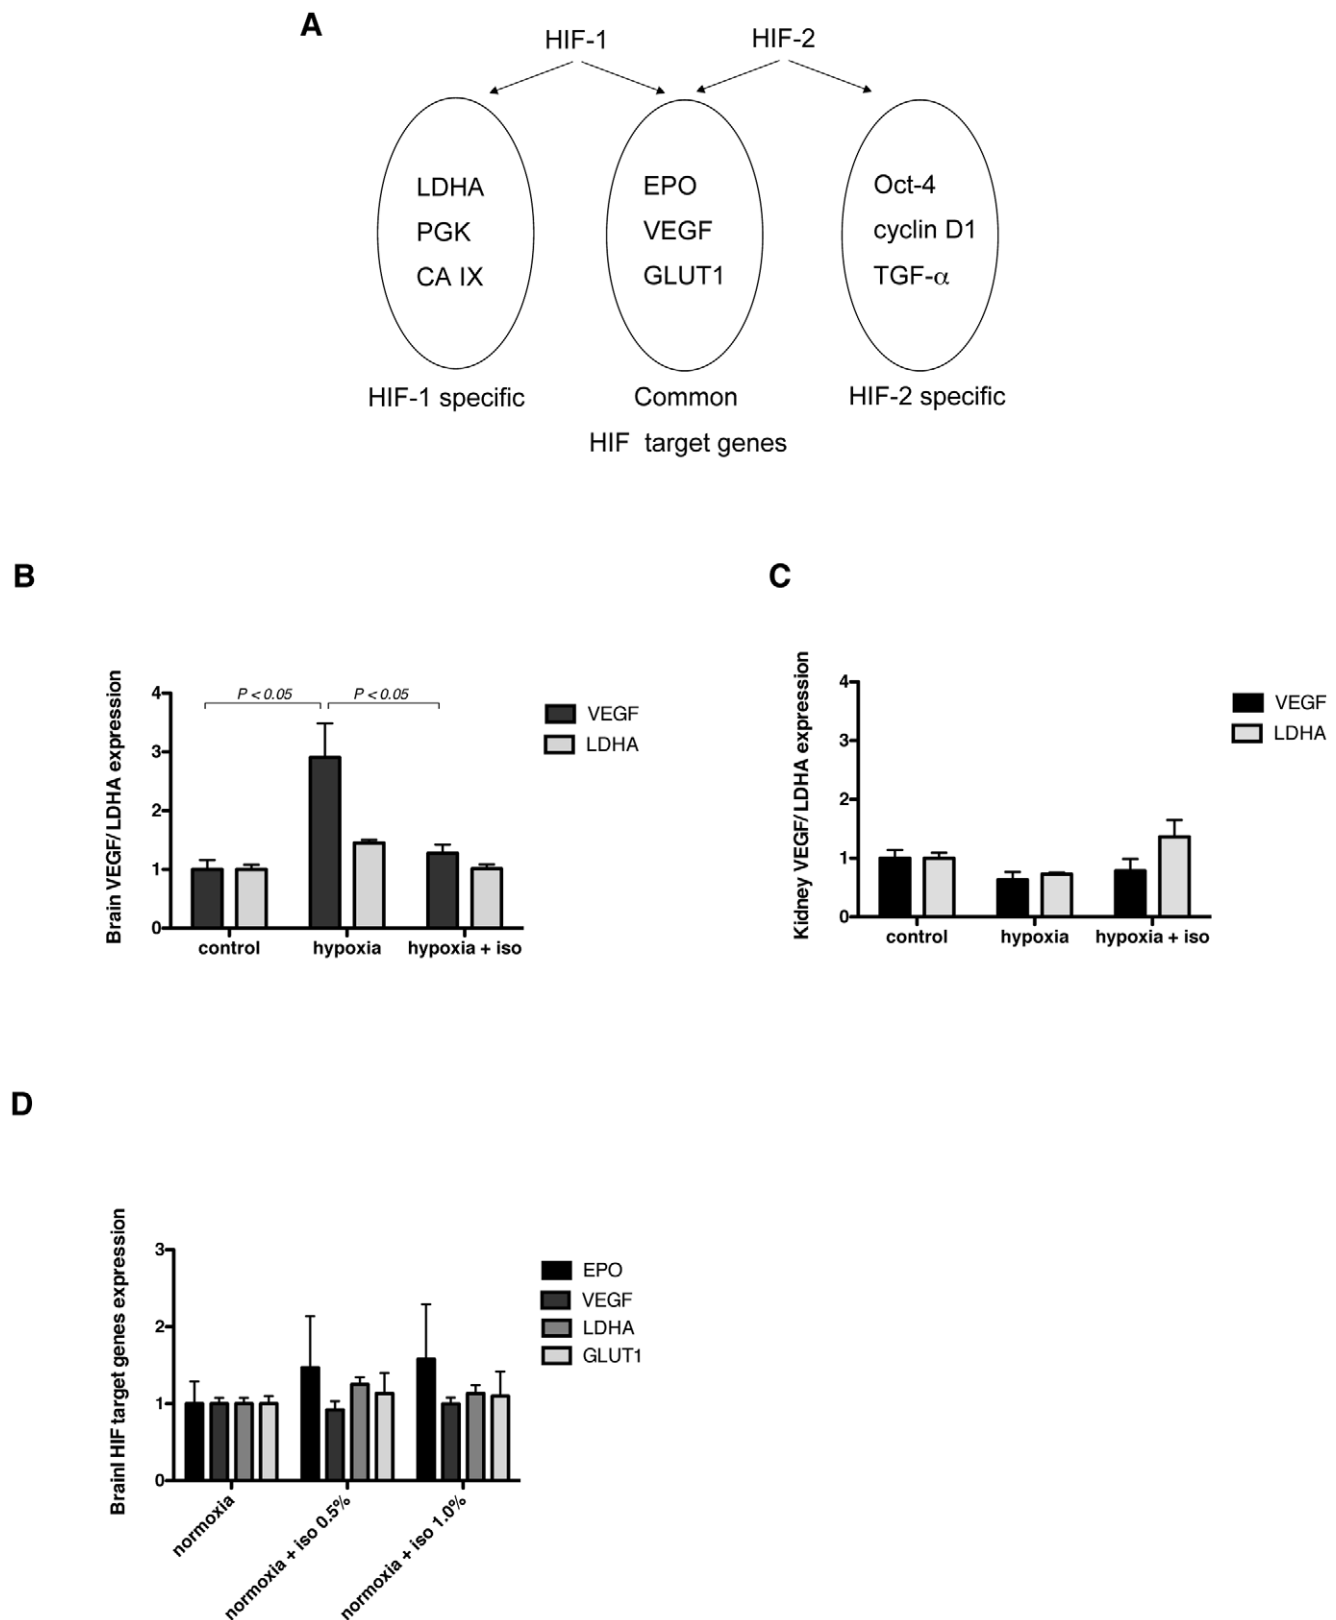 A
HIF-1
HIF-2
LDHA
PGK
CA IX
EPO
VEGF
GLUT1
Oct-4
cyclin D1
TGF-α
HIF-1 specific
Common
HIF-2 specific
HIF target genes
B
Brain VEGF/ LDHA expression
4
3
2
1
0
P < 0.05
P < 0.05
control
hypoxia
hypoxia + iso
VEGF
LDHA
C
Kidney VEGF/ LDHA expression
4
3
2
1
0
control
hypoxia
hypoxia + iso
VEGF
LDHA
D
BrainI HIF target genes expression
3
2
1
0
normoxia
normoxia + iso 0.5%
normoxia + iso 1.0%
EPO
VEGF
LDHA
GLUT1